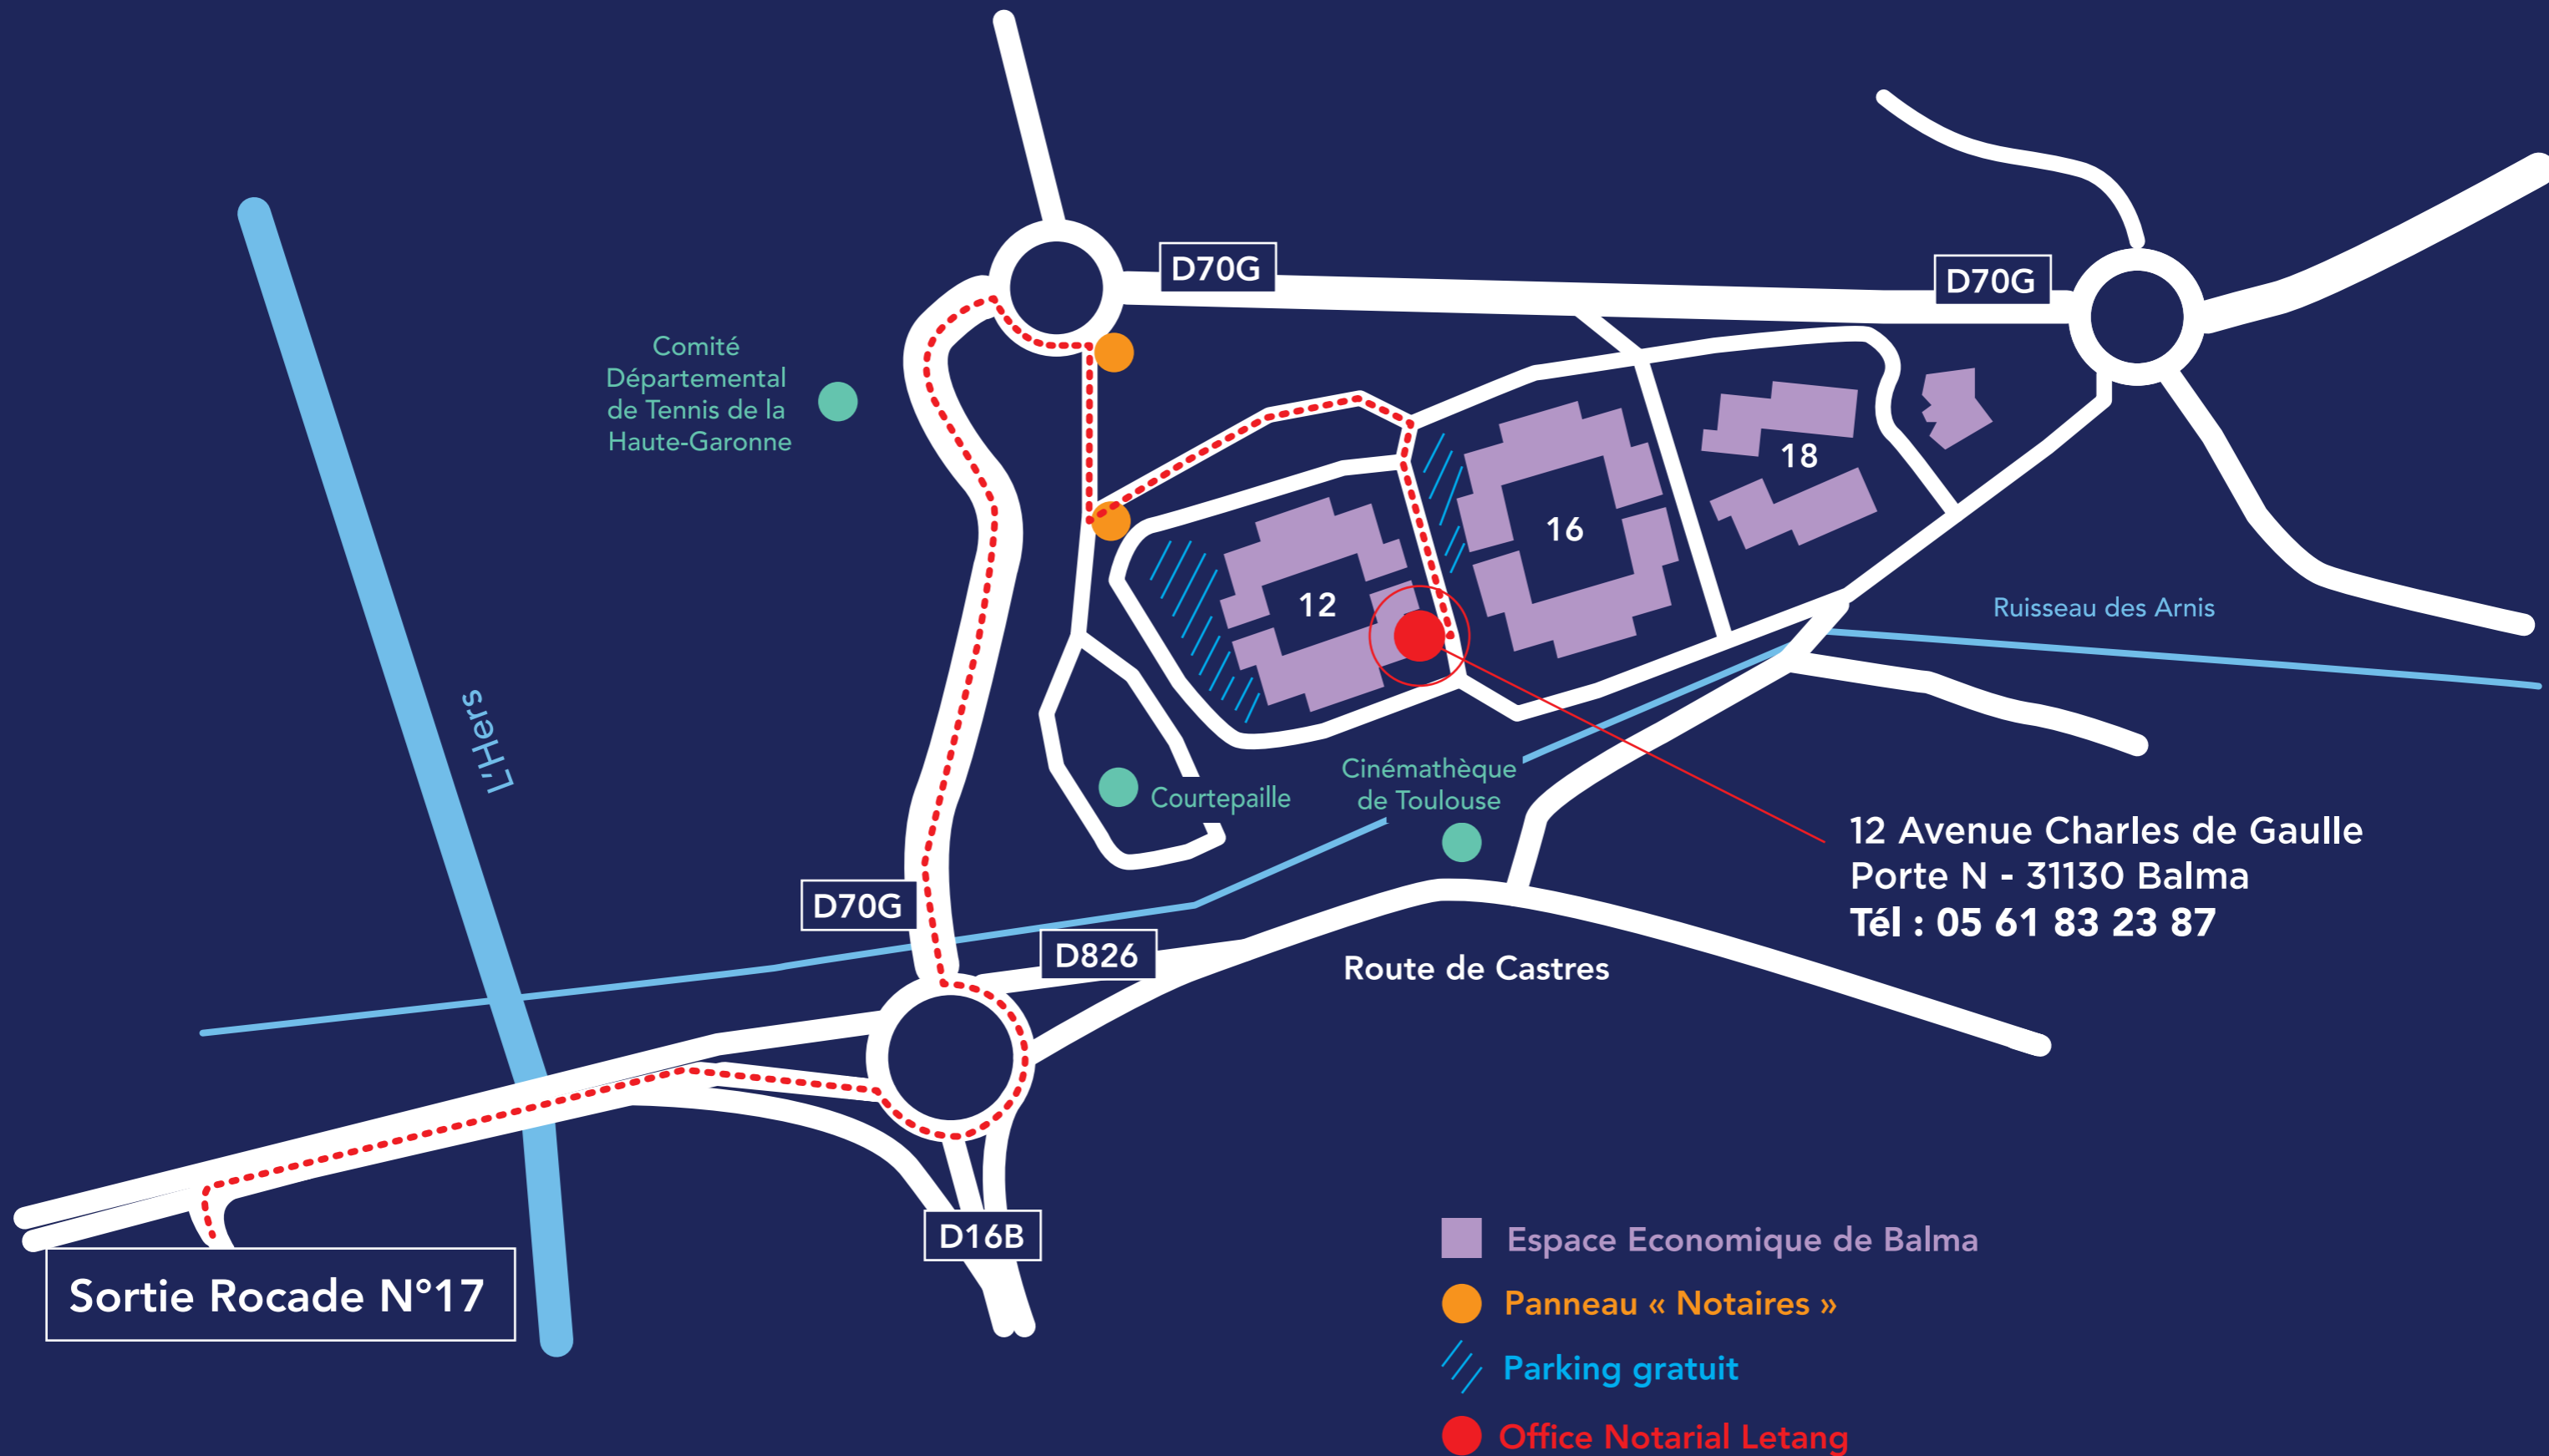 D70G
D70G
Comité
Départemental
de Tennis de la
Haute-Garonne
18
16
12
Ruisseau des Arnis
L'Hers
Cinémathèque
de Toulouse
Courtepaille
12 Avenue Charles de Gaulle
Porte N - 31130 Balma
Tél : 05 61 83 23 87
D70G
D826
Route de Castres
D16B
Sortie Rocade N°17
Espace Economique de Balma
Panneau « Notaires »
Parking gratuit
Office Notarial Letang